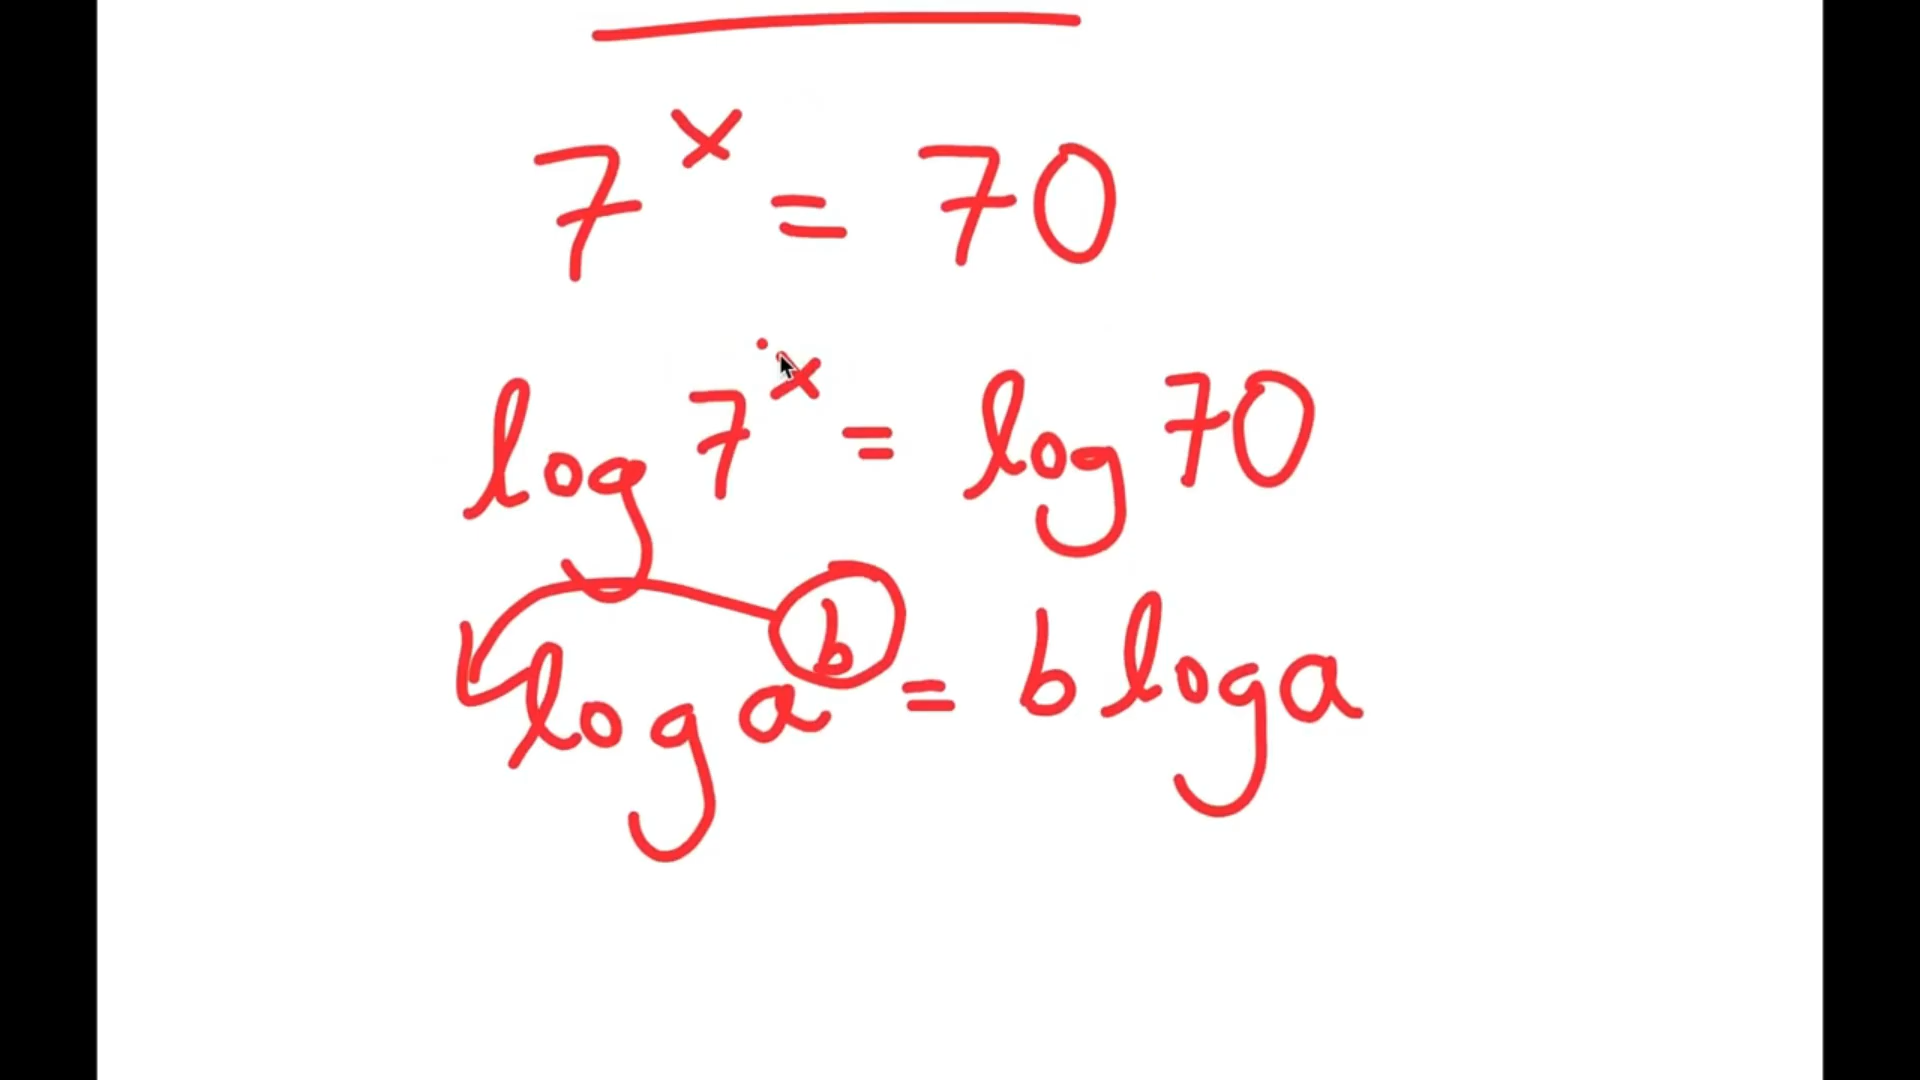 7^x = 70
log 7^x = log 70
log a^b = b log a